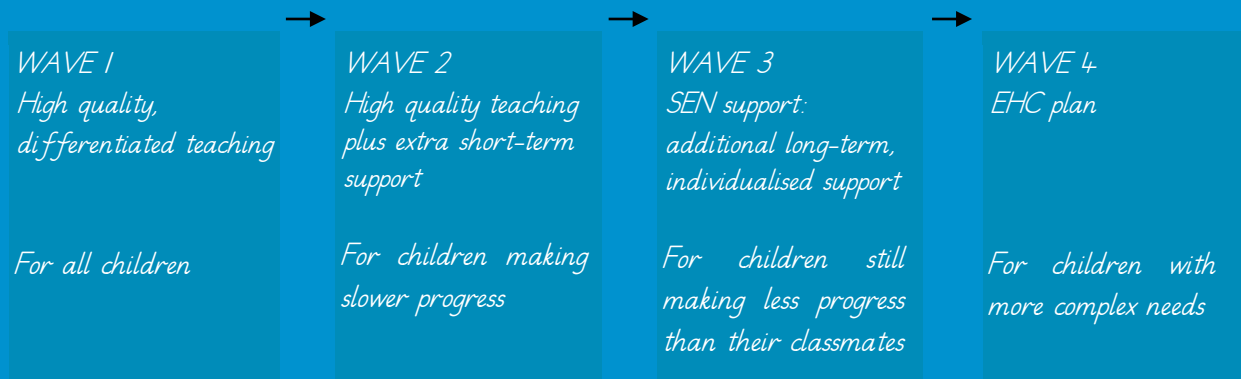 WAVE 1
High quality,
differentiated teaching
For all children
WAVE 2
High quality teaching
plus extra short-term
support
For children making
slower progress
WAVE 3
SEN support:
additional long-term,
individualised support
For children still
making less progress
than their classmates
WAVE 4
EHC plan
For children with
more complex needs